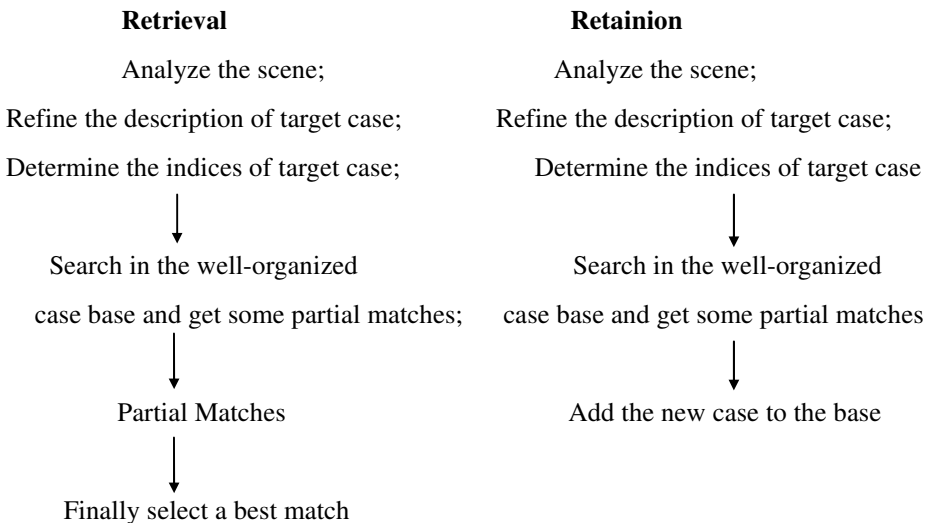 Retrieval
Analyze the scene;
Refine the description of target case;
Determine the indices of target case;
Search in the well-organized
case base and get some partial matches;
Partial Matches
Finally select a best match
Retainion
Analyze the scene;
Refine the description of target case;
Determine the indices of target case
Search in the well-organized
case base and get some partial matches
Add the new case to the base